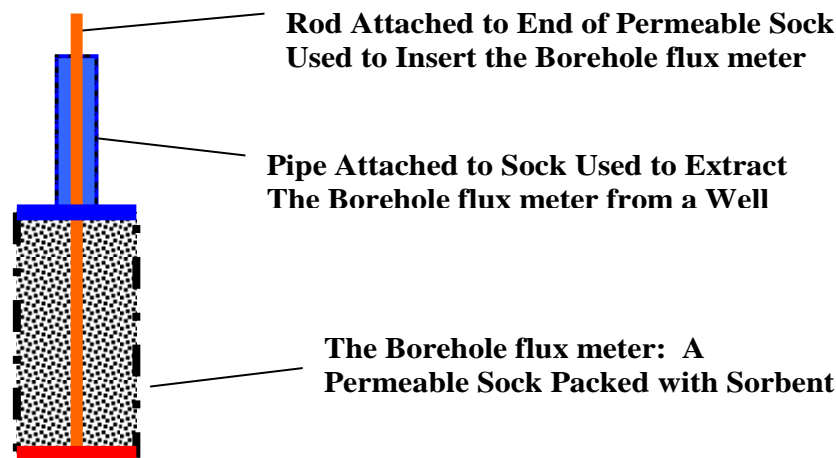 Rod Attached to End of Permeable Sock
Used to Insert the Borehole flux meter
Pipe Attached to Sock Used to Extract
The Borehole flux meter from a Well
The Borehole flux meter: A
Permeable Sock Packed with Sorbent